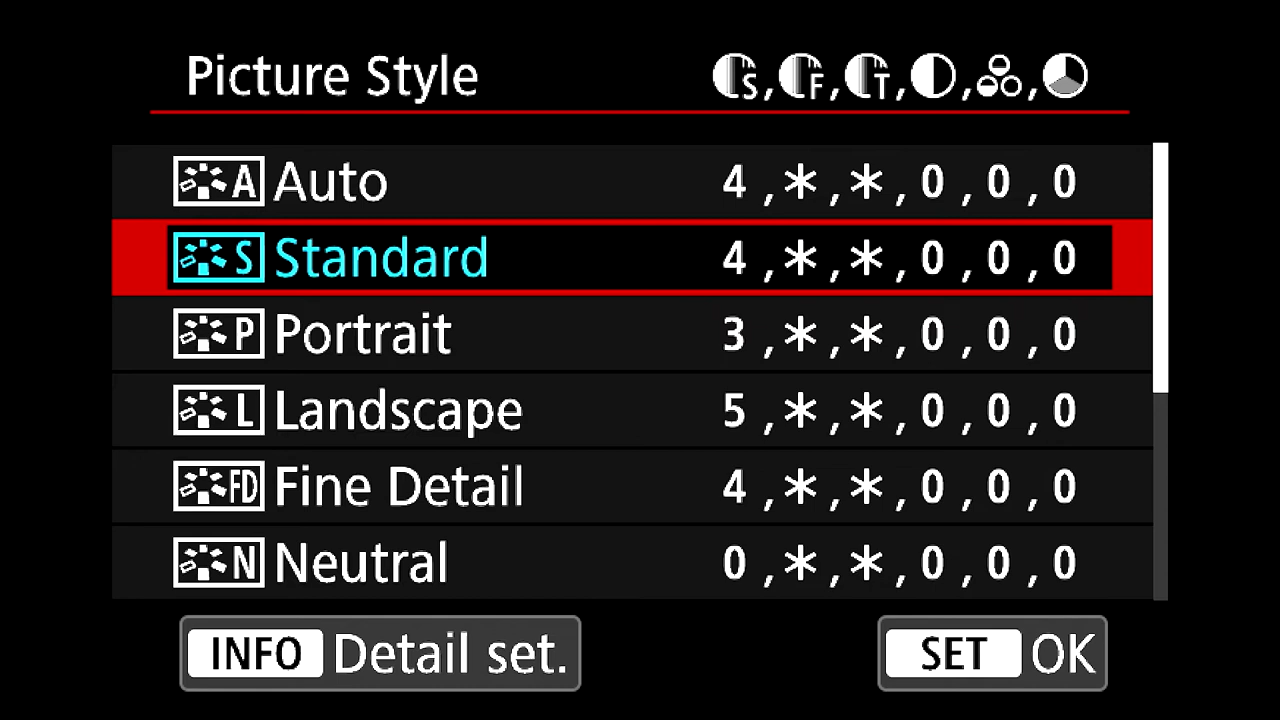 Picture Style S, F, T, , ,
A Auto 4 , * , * , 0 , 0 , 0
S Standard 4 , * , * , 0 , 0 , 0
P Portrait 3 , * , * , 0 , 0 , 0
L Landscape 5 , * , * , 0 , 0 , 0
FD Fine Detail 4 , * , * , 0 , 0 , 0
N Neutral 0 , * , * , 0 , 0 , 0
INFO Detail set. SET OK